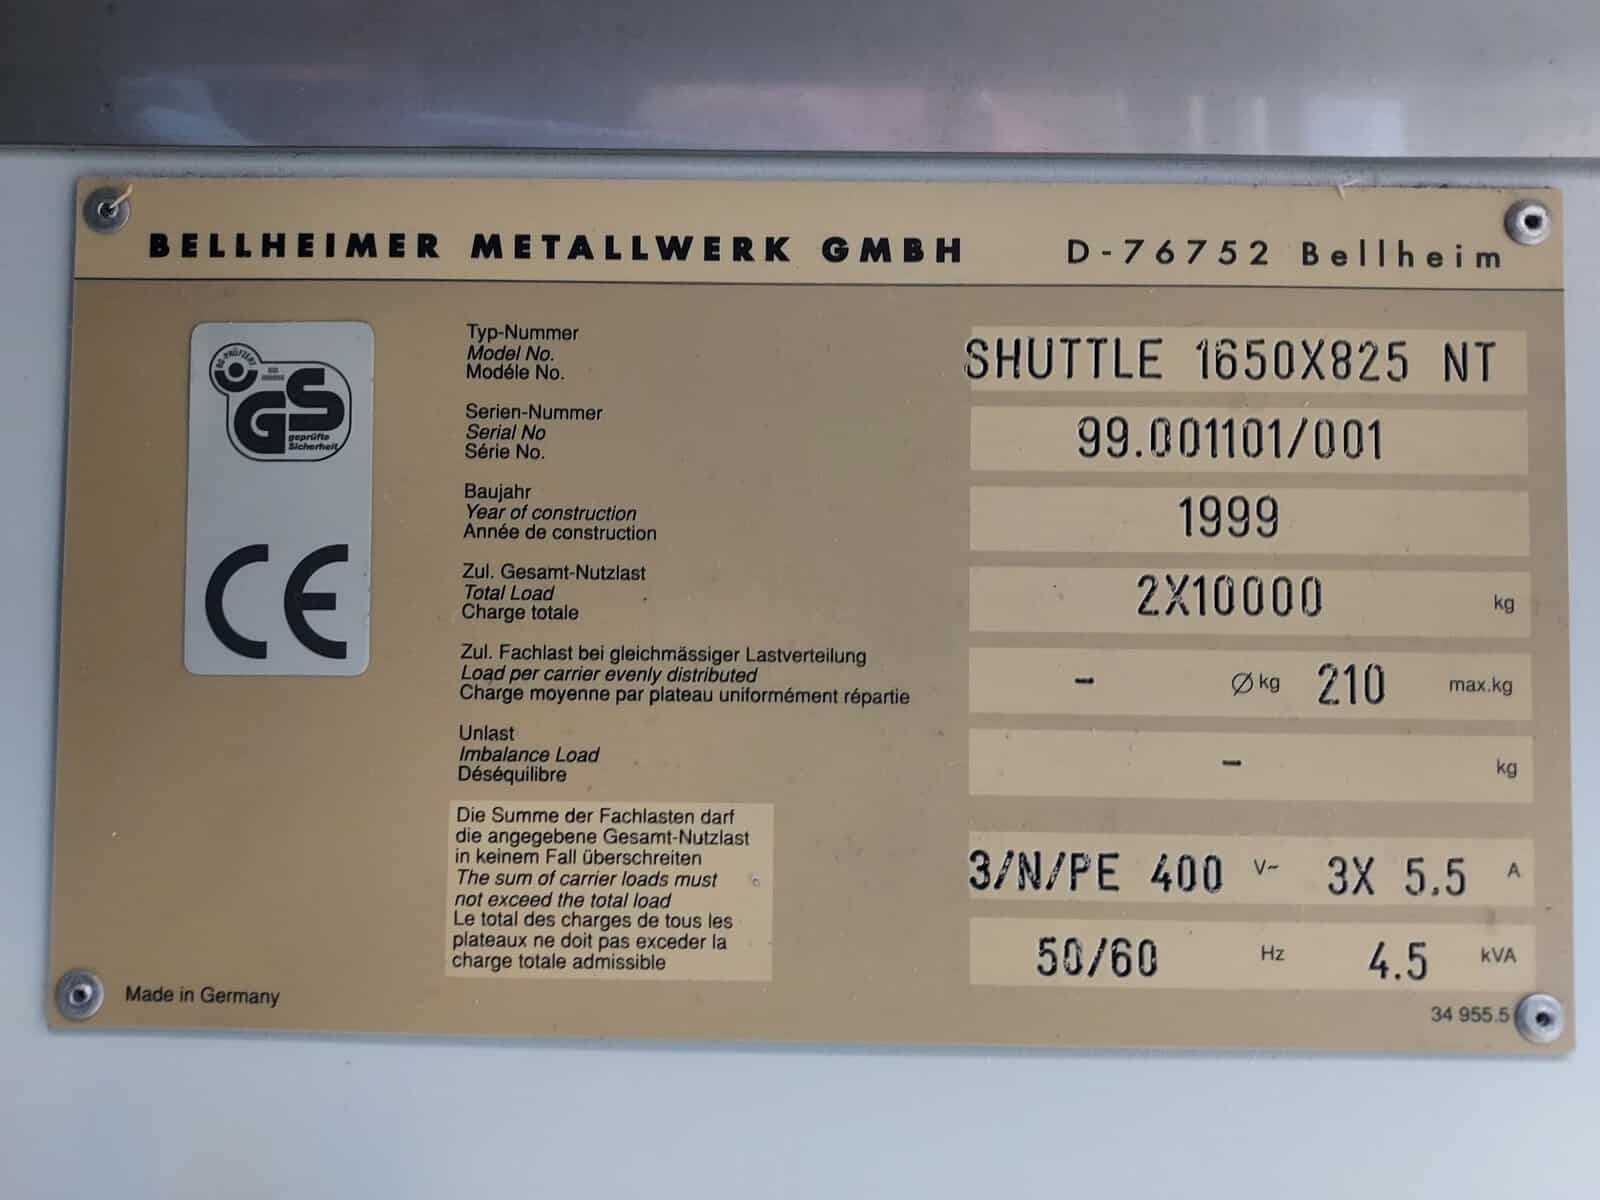 BELLHEIMER METALLWERK GMBH D-76752 Bellheim
BG-PRÜFZERT
GS
geprüfte
Sicherheit
CE
Typ-Nummer
Model No.
Modéle No.
SHUTTLE 1650X825 NT
Serien-Nummer
Serial No
Série No.
99.001101/001
Baujahr
Year of construction
Année de construction
1999
Zul. Gesamt-Nutzlast
Total Load
Charge totale
2X10000 kg
Zul. Fachlast bei gleichmässiger Lastverteilung
Load per carrier evenly distributed
Charge moyenne par plateau uniformément répartie
- Ø kg 210 max.kg
Unlast
Imbalance Load
Déséquilibre
- kg
Die Summe der Fachlasten darf
die angegebene Gesamt-Nutzlast
in keinem Fall überschreiten
The sum of carrier loads must
not exceed the total load
Le total des charges de tous les
plateaux ne doit pas exceder la
charge totale admissible
3/N/PE 400 V~ 3X 5.5 A
50/60 Hz 4.5 kVA
Made in Germany
34 955.5